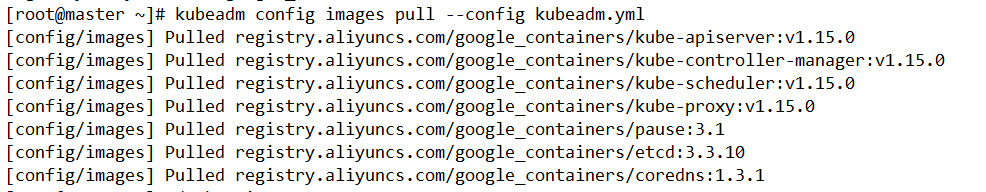 [root@master ~]# kubeadm config images pull --config kubeadm.yml
[config/images] Pulled registry.aliyuncs.com/google_containers/kube-apiserver:v1.15.0
[config/images] Pulled registry.aliyuncs.com/google_containers/kube-controller-manager:v1.15.0
[config/images] Pulled registry.aliyuncs.com/google_containers/kube-scheduler:v1.15.0
[config/images] Pulled registry.aliyuncs.com/google_containers/kube-proxy:v1.15.0
[config/images] Pulled registry.aliyuncs.com/google_containers/pause:3.1
[config/images] Pulled registry.aliyuncs.com/google_containers/etcd:3.3.10
[config/images] Pulled registry.aliyuncs.com/google_containers/coredns:1.3.1